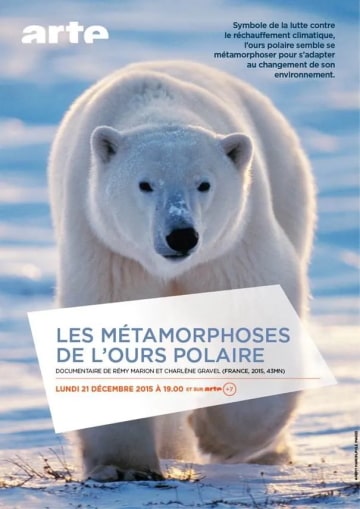 arte
Symbole de la lutte contre
le réchauffement climatique,
l'ours polaire semble se
métamorphoser pour s'adapter
au changement de son
environnement.
LES MÉTAMORPHOSES
DE L'OURS POLAIRE
DOCUMENTAIRE DE RÉMY MARION ET CHARLÈNE GRAVEL (FRANCE, 2015, 43MN)
LUNDI 21 DÉCEMBRE 2015 À 19.00 ET SUR arte +7